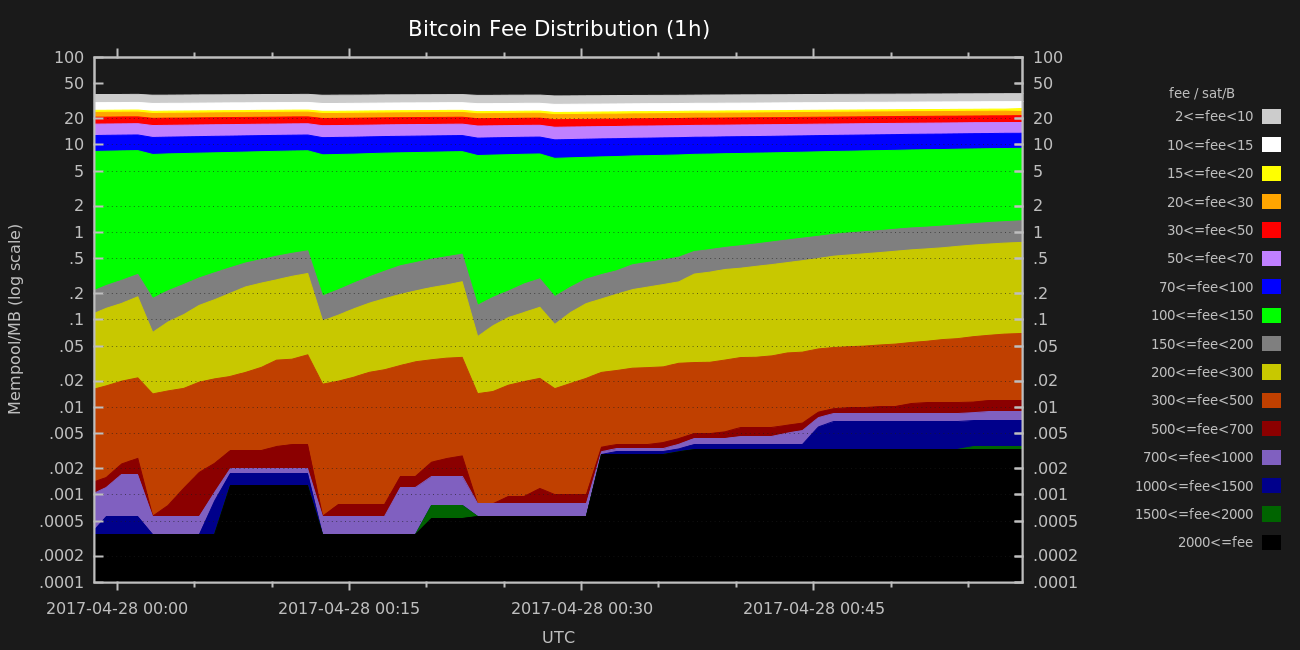 Bitcoin Fee Distribution (1h)
Mempool/MB (log scale)
100
50
20
10
5
2
1
.5
.2
.1
.05
.02
.01
.005
.002
.001
.0005
.0002
.0001
100
50
20
10
5
2
1
.5
.2
.1
.05
.02
.01
.005
.002
.001
.0005
.0002
.0001
2017-04-28 00:00
2017-04-28 00:15
2017-04-28 00:30
2017-04-28 00:45
UTC
fee / sat/B
2<=fee<10
10<=fee<15
15<=fee<20
20<=fee<30
30<=fee<50
50<=fee<70
70<=fee<100
100<=fee<150
150<=fee<200
200<=fee<300
300<=fee<500
500<=fee<700
700<=fee<1000
1000<=fee<1500
1500<=fee<2000
2000<=fee